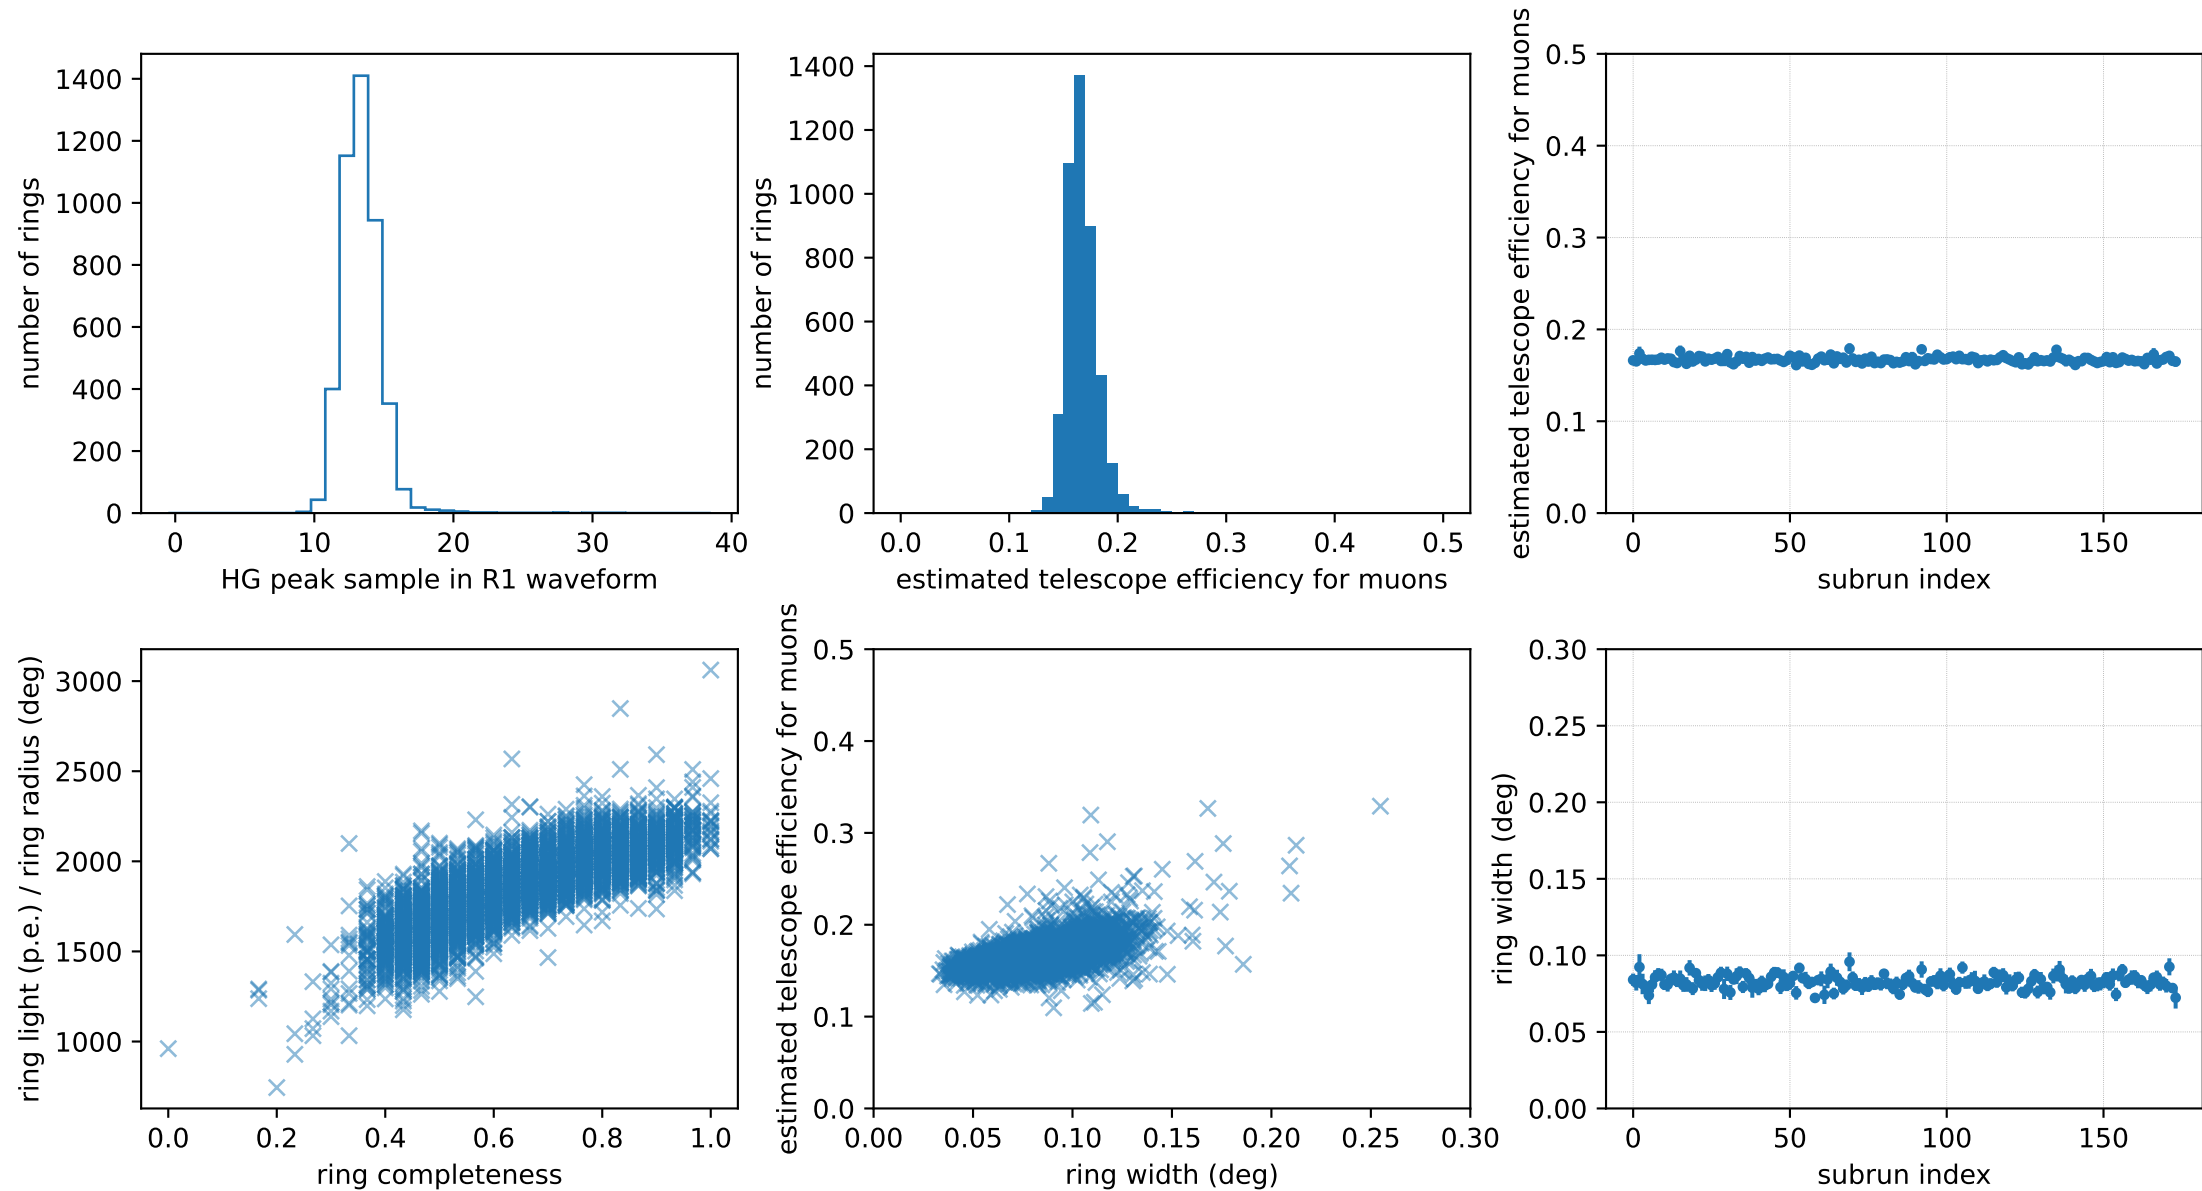 number of rings
1400
1200
1000
800
600
400
200
0
0 10 20 30 40
HG peak sample in R1 waveform
number of rings
1400
1200
1000
800
600
400
200
0
0.0 0.1 0.2 0.3 0.4 0.5
estimated telescope efficiency for muons
estimated telescope efficiency for muons
0.5
0.4
0.3
0.2
0.1
0.0
0 50 100 150
subrun index
ring light (p.e.) / ring radius (deg)
3000
2500
2000
1500
1000
0.0 0.2 0.4 0.6 0.8 1.0
ring completeness
estimated telescope efficiency for muons
0.5
0.4
0.3
0.2
0.1
0.0
0.00 0.05 0.10 0.15 0.20 0.25 0.30
ring width (deg)
ring width (deg)
0.30
0.25
0.20
0.15
0.10
0.05
0.00
0 50 100 150
subrun index